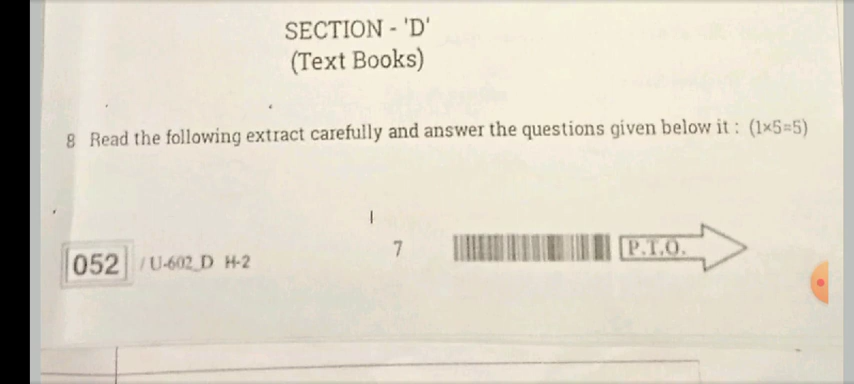 SECTION - 'D'
(Text Books)
8 Read the following extract carefully and answer the questions given below it : (1×5=5)
052 / U-602_D H-2
7
P.T.O.